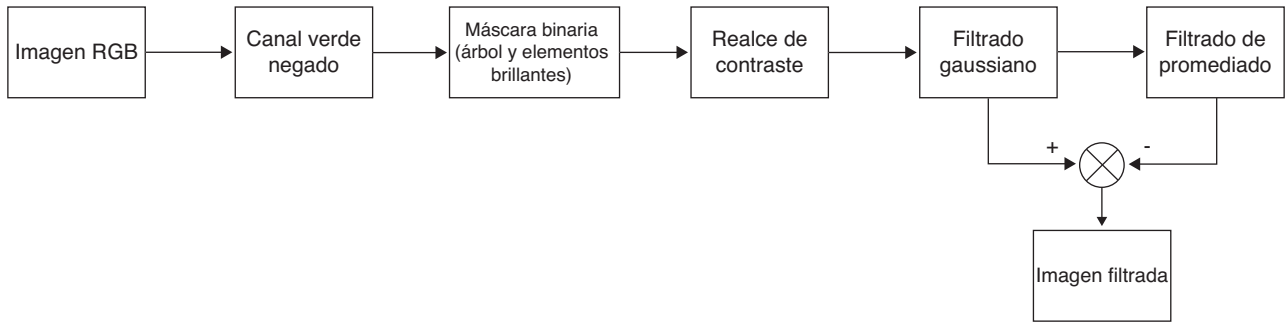 Imagen RGB
Canal verde
negado
Máscara binaria
(árbol y elementos
brillantes)
Realce de
contraste
Filtrado
gaussiano
Filtrado de
promediado
+
-
Imagen filtrada